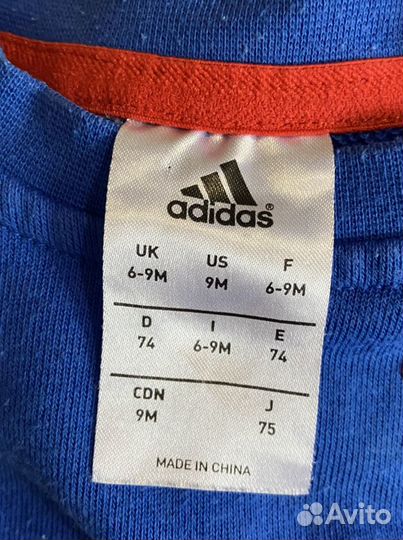 adidas®
UK US F
6-9M 9M 6-9M
D I E
74 6-9M 74
CDN J
9M 75
MADE IN CHINA
Avito